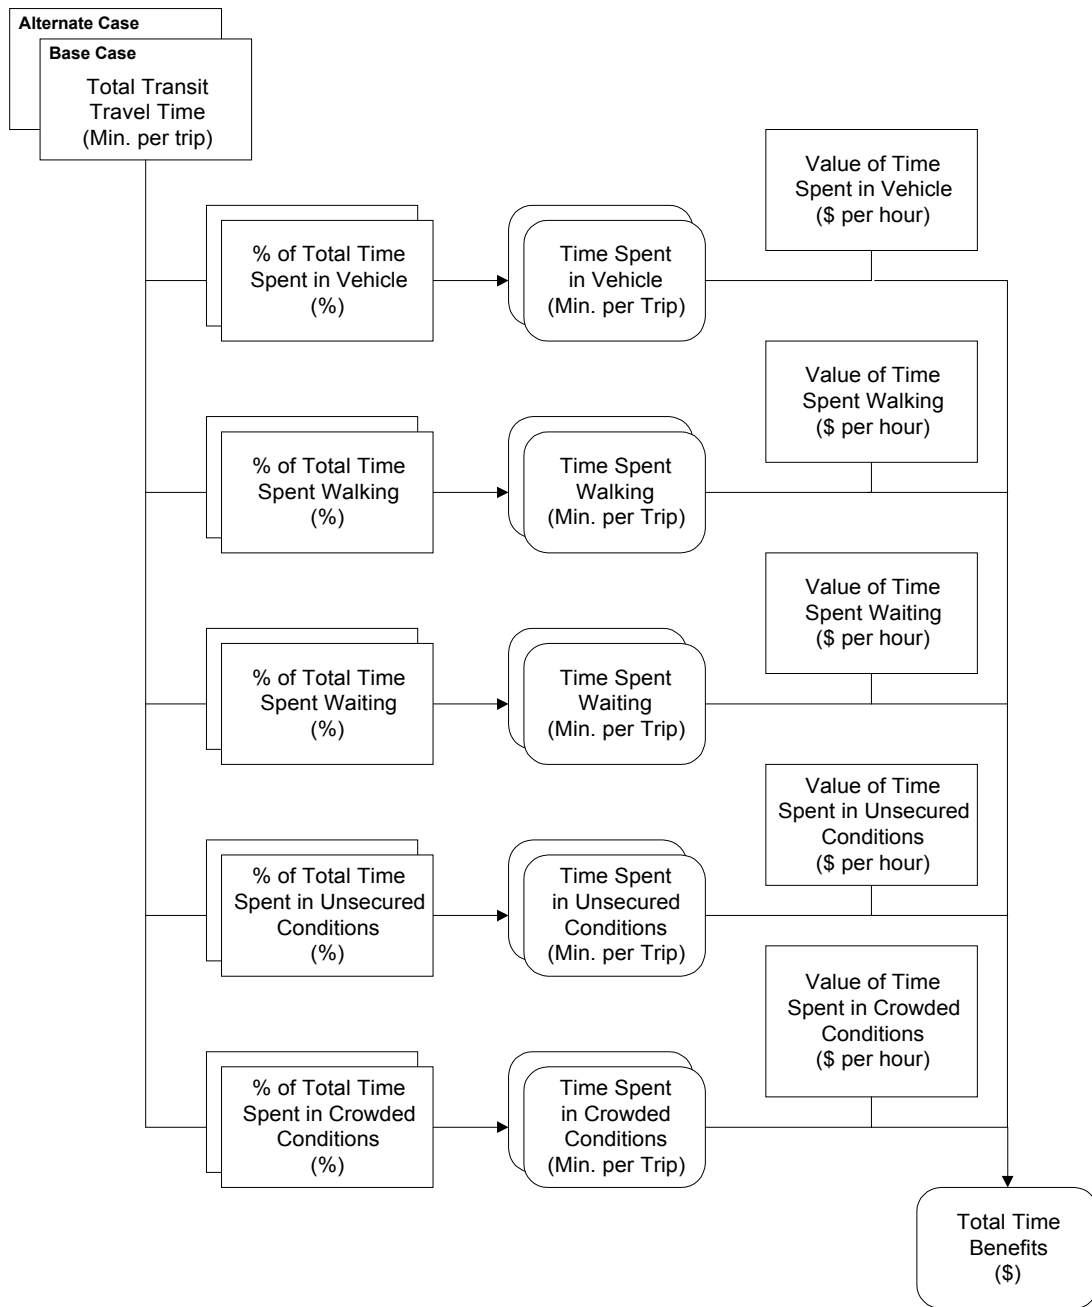 Alternate Case
Base Case
Total Transit
Travel Time
(Min. per trip)
Value of Time
Spent in Vehicle
($ per hour)
% of Total Time
Spent in Vehicle
(%)
Time Spent
in Vehicle
(Min. per Trip)
Value of Time
Spent Walking
($ per hour)
% of Total Time
Spent Walking
(%)
Time Spent
Walking
(Min. per Trip)
Value of Time
Spent Waiting
($ per hour)
% of Total Time
Spent Waiting
(%)
Time Spent
Waiting
(Min. per Trip)
Value of Time
Spent in Unsecured
Conditions
($ per hour)
% of Total Time
Spent in Unsecured
Conditions
(%)
Time Spent
in Unsecured
Conditions
(Min. per Trip)
Value of Time
Spent in Crowded
Conditions
($ per hour)
% of Total Time
Spent in Crowded
Conditions
(%)
Time Spent
in Crowded
Conditions
(Min. per Trip)
Total Time
Benefits
($)